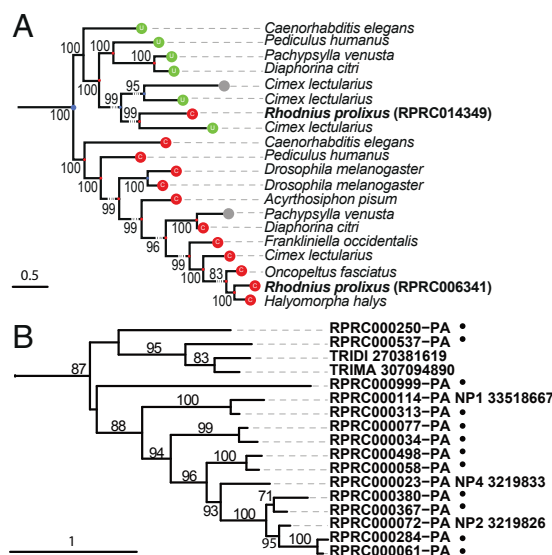 A
Caenorhabditis elegans
Pediculus humanus
Pachypsylla venusta
Diaphorina citri
Cimex lectularius
Cimex lectularius
Rhodnius prolixus (RPRC014349)
Cimex lectularius
Caenorhabditis elegans
Pediculus humanus
Drosophila melanogaster
Drosophila melanogaster
Acyrthosiphon pisum
Pachypsylla venusta
Diaphorina citri
Frankliniella occidentalis
Cimex lectularius
Oncopeltus fasciatus
Rhodnius prolixus (RPRC006341)
Halyomorpha halys
U
U
U
U
U
C
U
C
C
C
C
C
C
C
C
C
C
C
100
100
100
95
99
99
100
100
100
99
99
100
96
99
83
100
100
0.5
B
RPRC000250-PA
RPRC000537-PA
TRIDI 270381619
TRIMA 307094890
RPRC000999-PA
RPRC000114-PA NP1 33518667
RPRC000313-PA
RPRC000077-PA
RPRC000034-PA
RPRC000498-PA
RPRC000058-PA
RPRC000023-PA NP4 3219833
RPRC000380-PA
RPRC000367-PA
RPRC000072-PA NP2 3219826
RPRC000284-PA
RPRC000061-PA
95
83
87
100
88
99
94
100
96
71
93
100
95
100
1